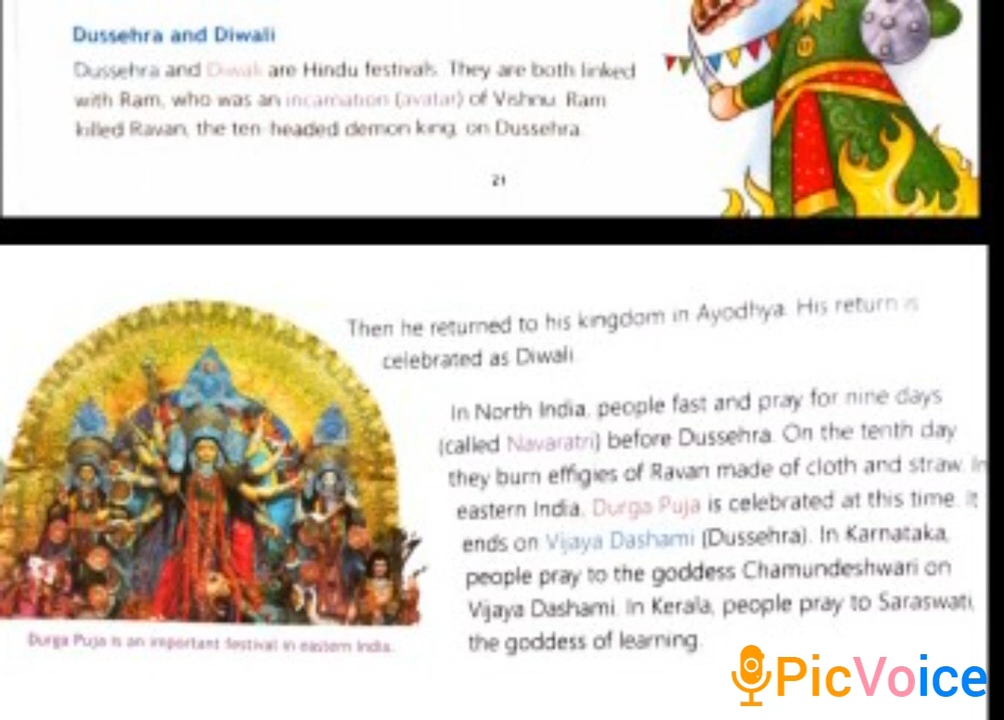 Dussehra and Diwali
Dussehra and Diwali are Hindu festivals. They are both linked
with Ram, who was an incarnation (avatar) of Vishnu. Ram
killed Ravan, the ten-headed demon king, on Dussehra.
21
Then he returned to his kingdom in Ayodhya. His return is
celebrated as Diwali.
In North India, people fast and pray for nine days
(called Navaratri) before Dussehra. On the tenth day
they burn effigies of Ravan made of cloth and straw. In
eastern India, Durga Puja is celebrated at this time. It
ends on Vijaya Dashami (Dussehra). In Karnataka,
people pray to the goddess Chamundeshwari on
Vijaya Dashami. In Kerala, people pray to Saraswati,
the goddess of learning.
Durga Puja is an important festival in eastern India.
PicVoice